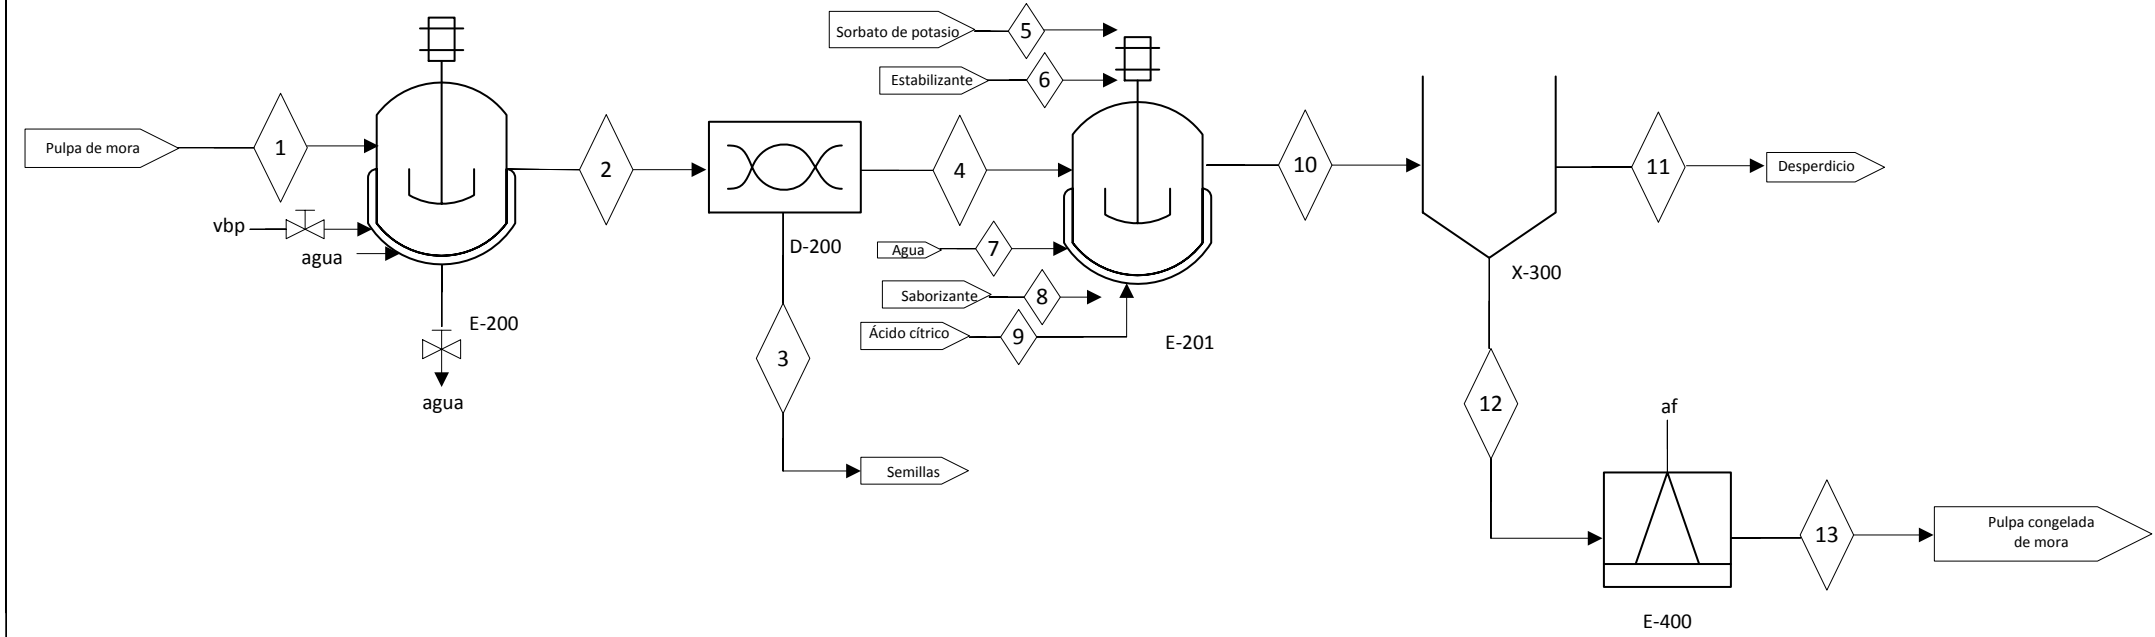 Sorbato de potasio
5
Estabilizante
6
Pulpa de mora
1
2
4
10
11
Desperdicio
vbp
agua
D-200
Agua
7
X-300
Saborizante
8
E-200
Ácido cítrico
9
E-201
3
agua
12
af
Semillas
13
Pulpa congelada
de mora
E-400